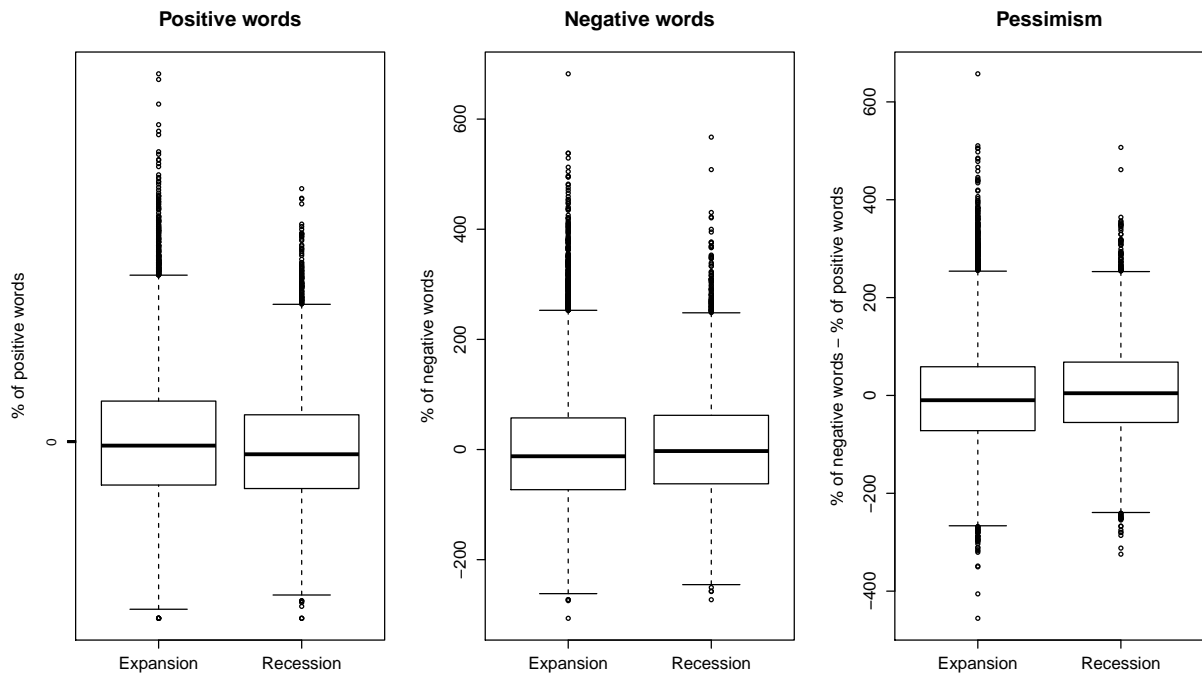 Positive words
% of positive words
0
Expansion
Recession
Negative words
% of negative words
600
400
200
0
−200
Expansion
Recession
Pessimism
% of negative words − % of positive words
600
400
200
0
−200
−400
Expansion
Recession